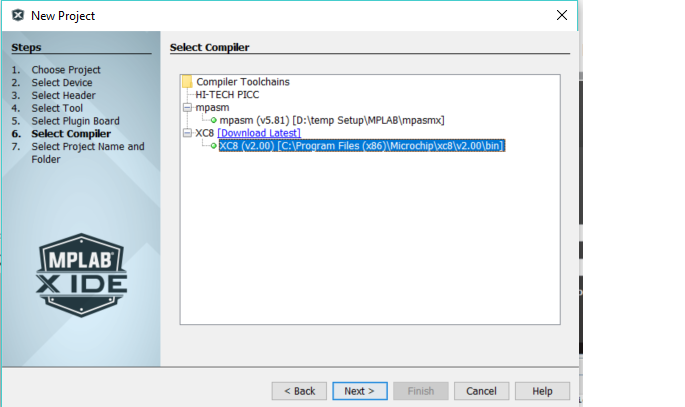 New Project
Steps
1. Choose Project
2. Select Device
3. Select Header
4. Select Tool
5. Select Plugin Board
6. Select Compiler
7. Select Project Name and
Folder
MPLAB
X IDE
Select Compiler
Compiler Toolchains
HI-TECH PICC
mpasm
mpasm (v5.81) [D:\temp Setup\MPLAB\mpasmx]
XC8 [Download Latest]
XC8 (v2.00) [C:\Program Files (x86)\Microchip\xc8\v2.00\bin]
< Back
Next >
Finish
Cancel
Help